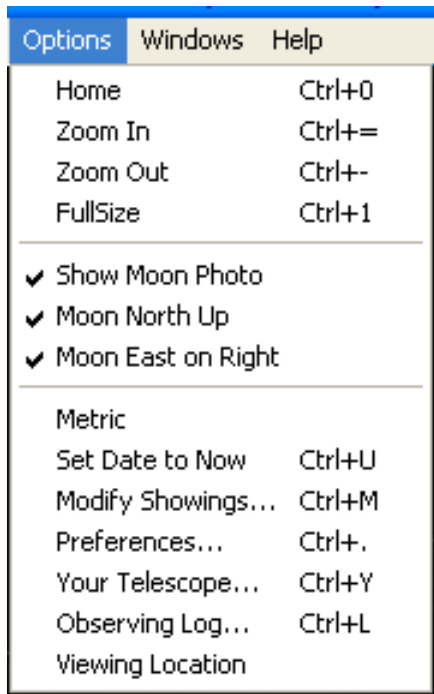 Options Windows Help
Home Ctrl+0
Zoom In Ctrl+=
Zoom Out Ctrl+-
FullSize Ctrl+1
✔ Show Moon Photo
✔ Moon North Up
✔ Moon East on Right
Metric
Set Date to Now Ctrl+U
Modify Showings... Ctrl+M
Preferences... Ctrl+.
Your Telescope... Ctrl+Y
Observing Log... Ctrl+L
Viewing Location